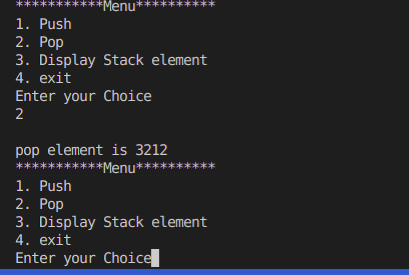 ***********Menu**********
1. Push
2. Pop
3. Display Stack element
4. exit
Enter your Choice
2
pop element is 3212
***********Menu**********
1. Push
2. Pop
3. Display Stack element
4. exit
Enter your Choice